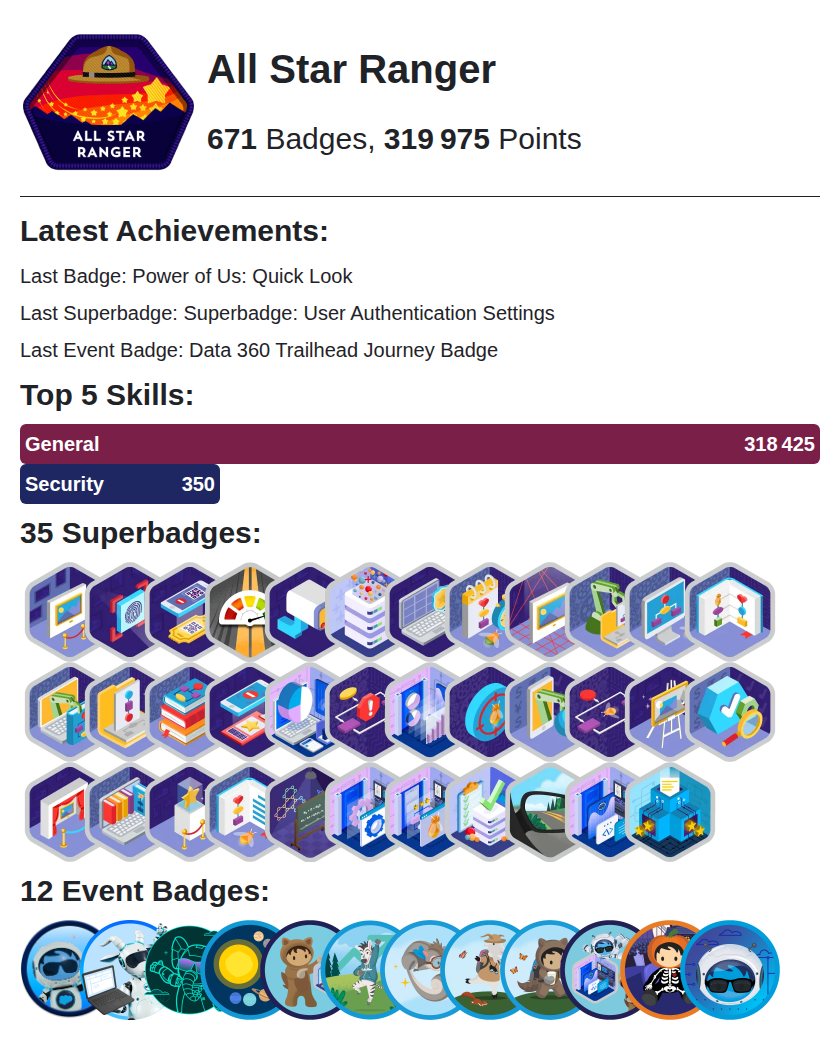 ALL STAR
RANGER
All Star Ranger
671 Badges, 319 975 Points
Latest Achievements:
Last Badge: Power of Us: Quick Look
Last Superbadge: Superbadge: User Authentication Settings
Last Event Badge: Data 360 Trailhead Journey Badge
Top 5 Skills:
General 318 425
Security 350
35 Superbadges:
12 Event Badges: